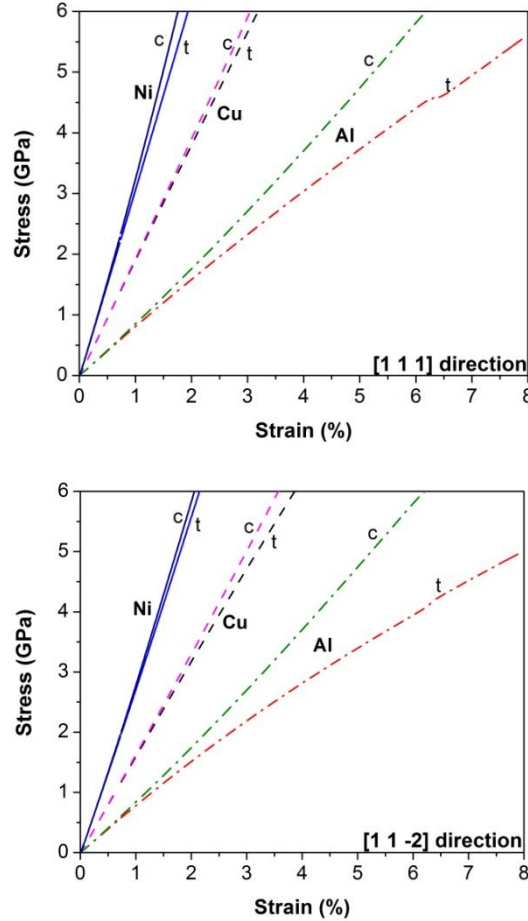 6
5
4
3
2
1
0
Stress (GPa)
c
t
Ni
c
t
Cu
c
t
Al
[1 1 1] direction
0 1 2 3 4 5 6 7 8
Strain (%)
6
5
4
3
2
1
0
Stress (GPa)
c
t
Ni
c
t
Cu
c
t
Al
[1 1 -2] direction
0 1 2 3 4 5 6 7 8
Strain (%)